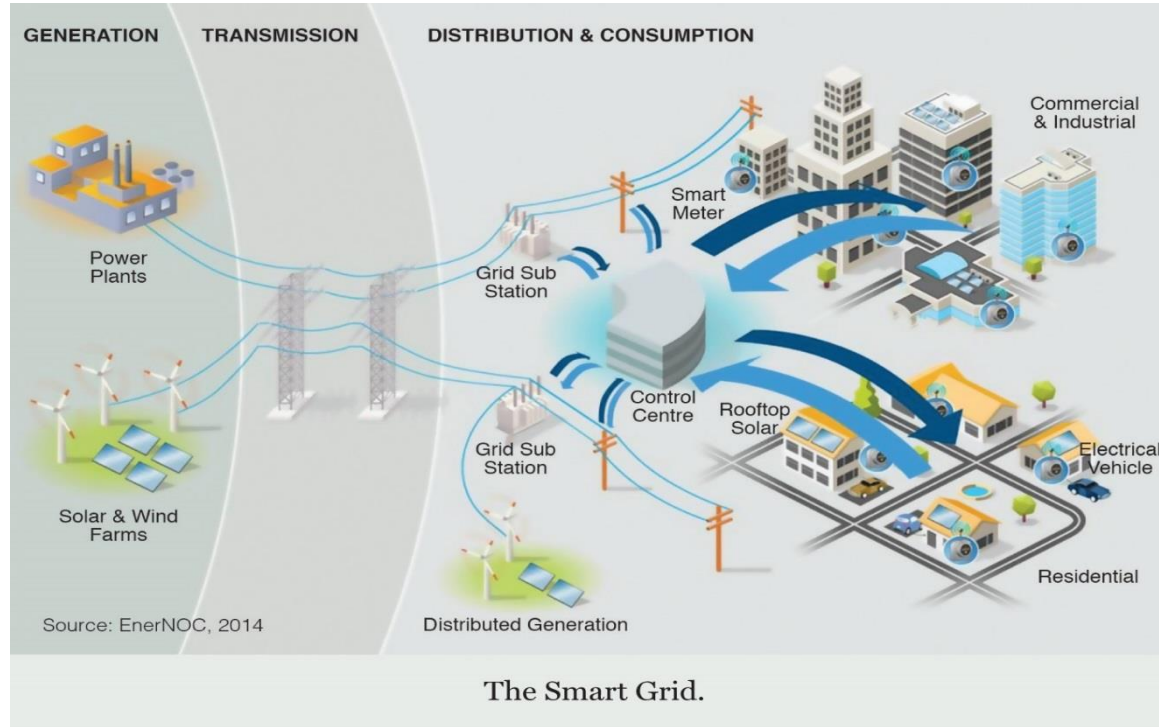 GENERATION
TRANSMISSION
DISTRIBUTION & CONSUMPTION
Commercial
& Industrial
Smart
Meter
Power
Plants
Grid Sub
Station
Control
Centre
Rooftop
Solar
Electrical
Vehicle
Grid Sub
Station
Solar & Wind
Farms
Residential
Source: EnerNOC, 2014
Distributed Generation
The Smart Grid.